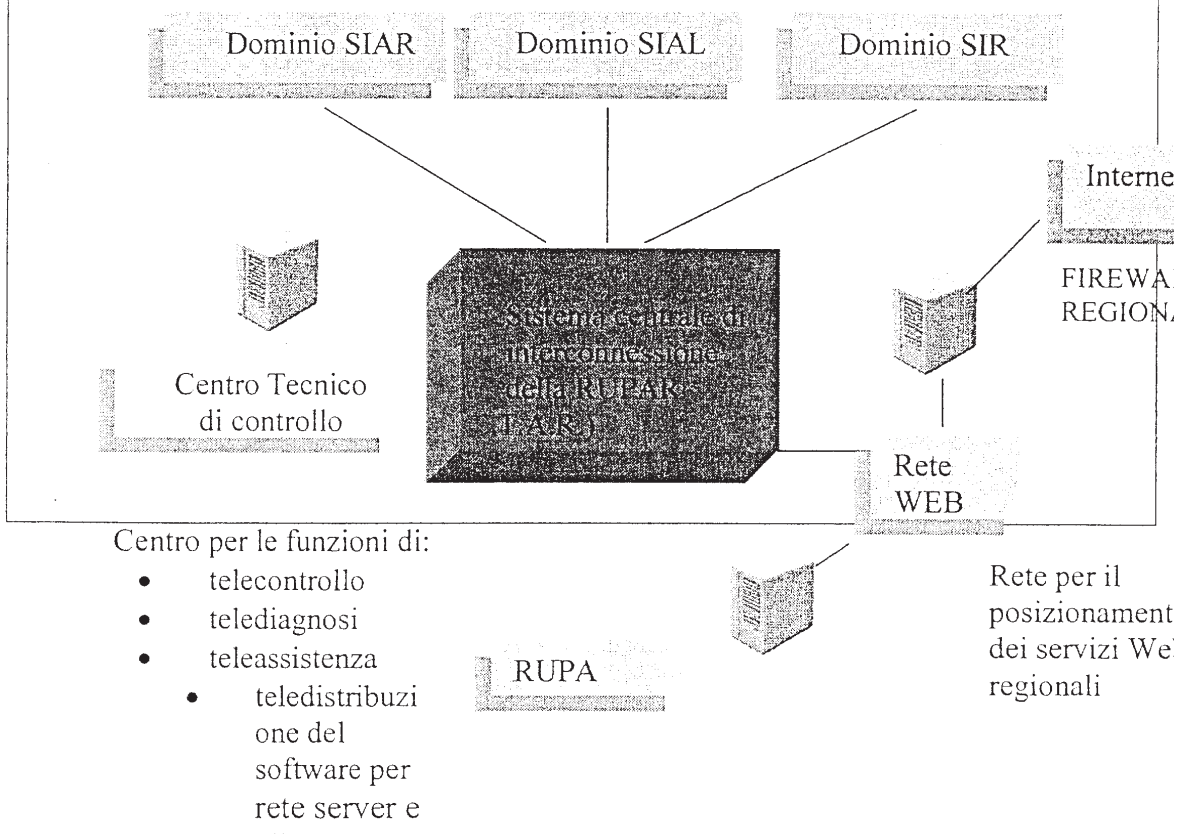 Dominio SIAR
Dominio SIAL
Dominio SIR
Interne
FIREWA
REGION
Sistema centrale di
interconnessione
della RUPAR
(T.A.R.)
Centro Tecnico
di controllo
Rete
WEB
Centro per le funzioni di:
• telecontrollo
• telediagnosi
• teleassistenza
• teledistribuzi
one del
software per
rete server e
RUPA
Rete per il
posizionament
dei servizi We
regionali